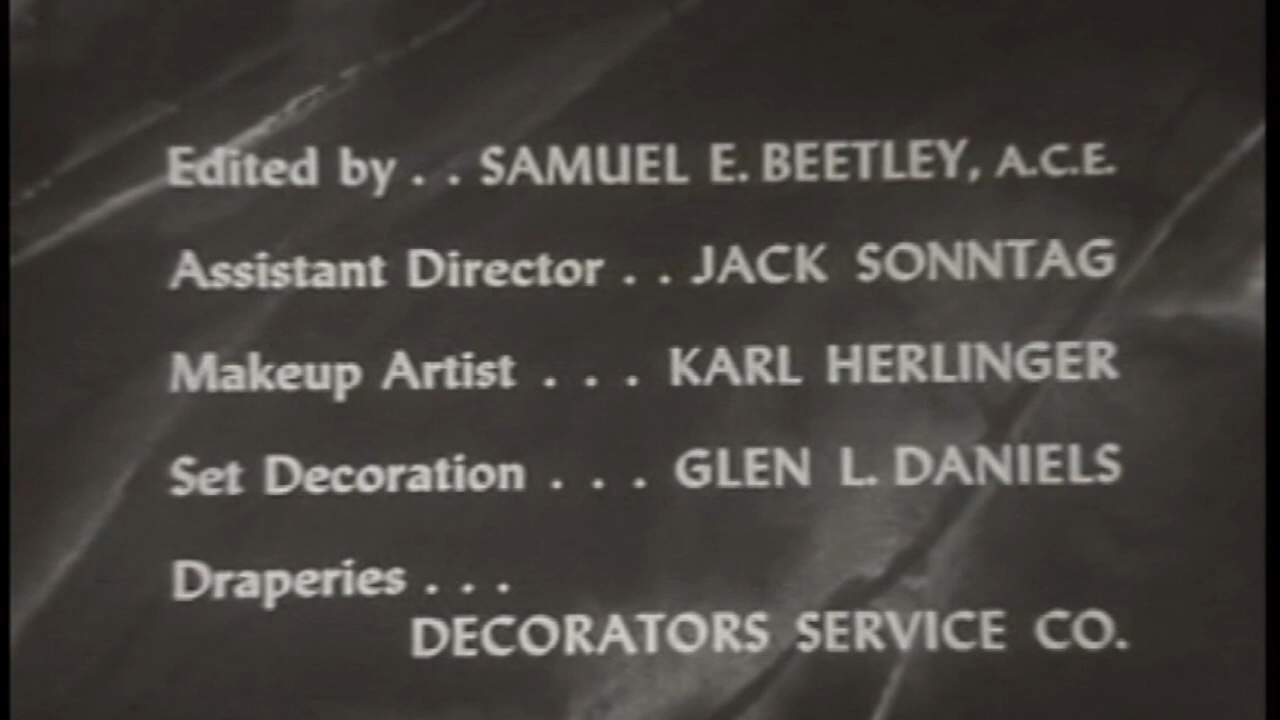 Edited by . . SAMUEL E. BEETLEY, A.C.E.
Assistant Director . . JACK SONNTAG
Makeup Artist . . . KARL HERLINGER
Set Decoration . . . GLEN L. DANIELS
Draperies . . .
DECORATORS SERVICE CO.